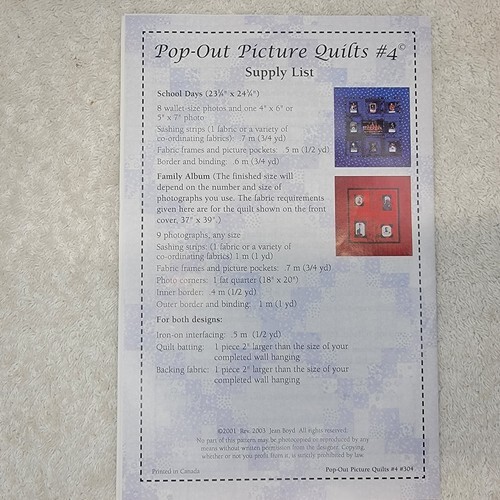 Pop-Out Picture Quilts #4©
Supply List
School Days (23¼" x 24¼")
8 wallet-size photos and one 4" x 6" or
5" x 7" photo
Sashing strips (1 fabric or a variety of
co-ordinating fabrics): .7 m (3/4 yd)
Fabric frames and picture pockets: .5 m (1/2 yd)
Border and binding: .6 m (3/4 yd)
Family Album (The finished size will
depend on the number and size of
photographs you use. The fabric requirements
given here are for the quilt shown on the front
cover, 37" x 39".)
9 photographs, any size
Sashing strips: (1 fabric or a variety of
co-ordinating fabrics) 1 m (1 yd)
Fabric frames and picture pockets: .7 m (3/4 yd)
Photo corners: 1 fat quarter (18" x 20")
Inner border: .4 m (1/2 yd)
Outer border and binding: 1 m (1 yd)
For both designs:
Iron-on interfacing: .5 m (1/2 yd)
Quilt batting: 1 piece 2" larger than the size of your
completed wall hanging
Backing fabric: 1 piece 2" larger than the size of your
completed wall hanging
©2001 Rev. 2003 Jean Boyd All rights reserved.
No part of this pattern may be photocopied or reproduced by any
means without written permission from the designer. Copying,
whether or not you profit from it, is strictly prohibited by law.
Printed in Canada
Pop-Out Picture Quilts #4 #304